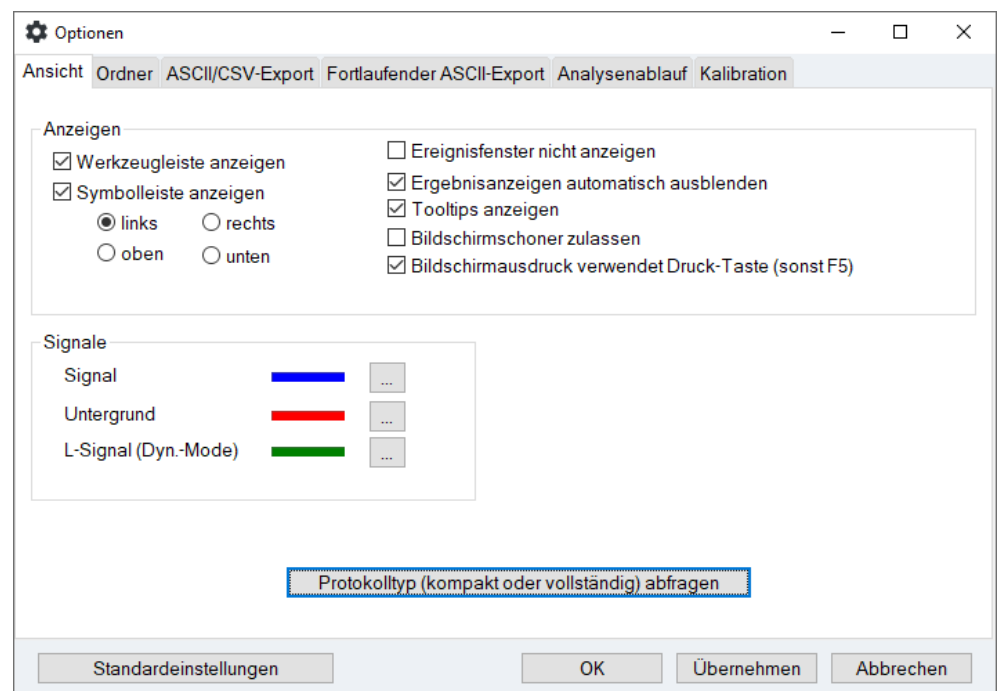 Optionen
Ansicht Ordner ASCII/CSV-Export Fortlaufender ASCII-Export Analysenablauf Kalibration
Anzeigen
Werkzeugleiste anzeigen
Symbolleiste anzeigen
links rechts
oben unten
Ereignisfenster nicht anzeigen
Ergebnisanzeigen automatisch ausblenden
Tooltips anzeigen
Bildschirmschoner zulassen
Bildschirmausdruck verwendet Druck-Taste (sonst F5)
Signale
Signal ...
Untergrund ...
L-Signal (Dyn.-Mode) ...
Protokolltyp (kompakt oder vollständig) abfragen
Standardeinstellungen OK Übernehmen Abbrechen